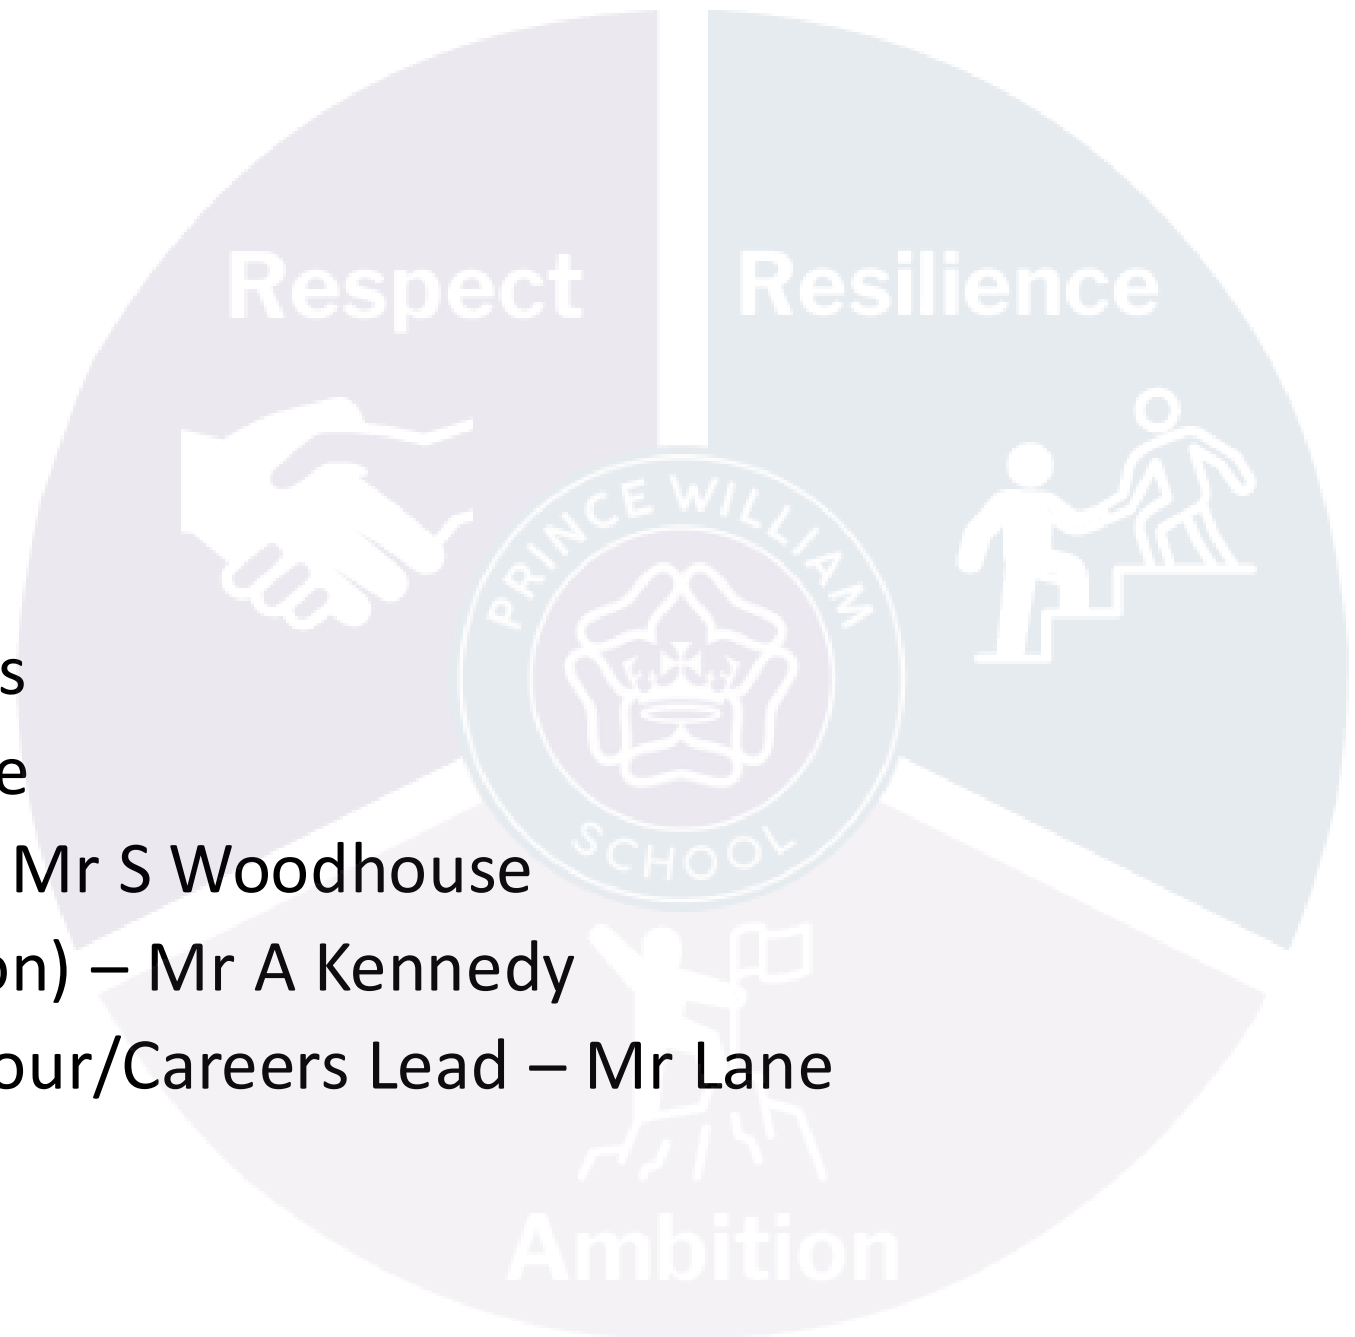 Respect
Resilience
PRINCE WILLIAM
SCHOOL
s
e
Mr S Woodhouse
on) – Mr A Kennedy
our/Careers Lead – Mr Lane
Ambition